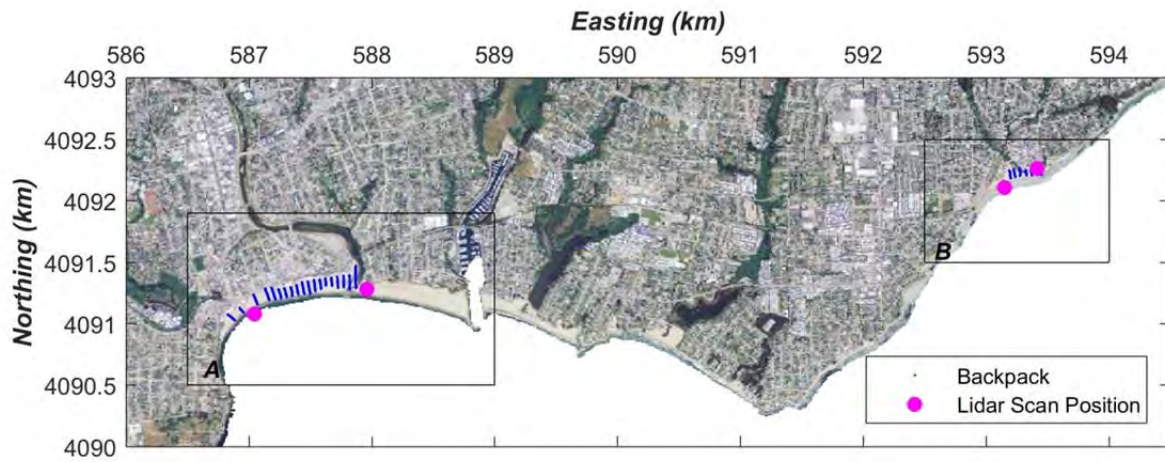 Easting (km)
586 587 588 589 590 591 592 593 594
Northing (km)
4093
4092.5
4092
4091.5
4091
4090.5
4090
A
B
Backpack
Lidar Scan Position